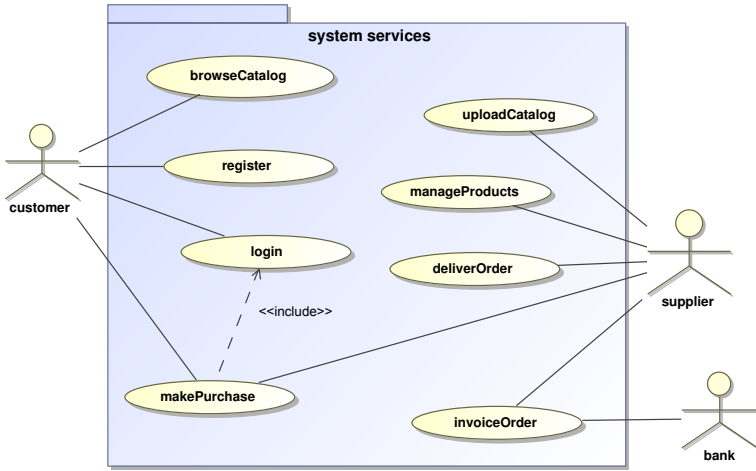 system services
browseCatalog
uploadCatalog
register
manageProducts
customer
login
deliverOrder
supplier
<<include>>
makePurchase
invoiceOrder
bank